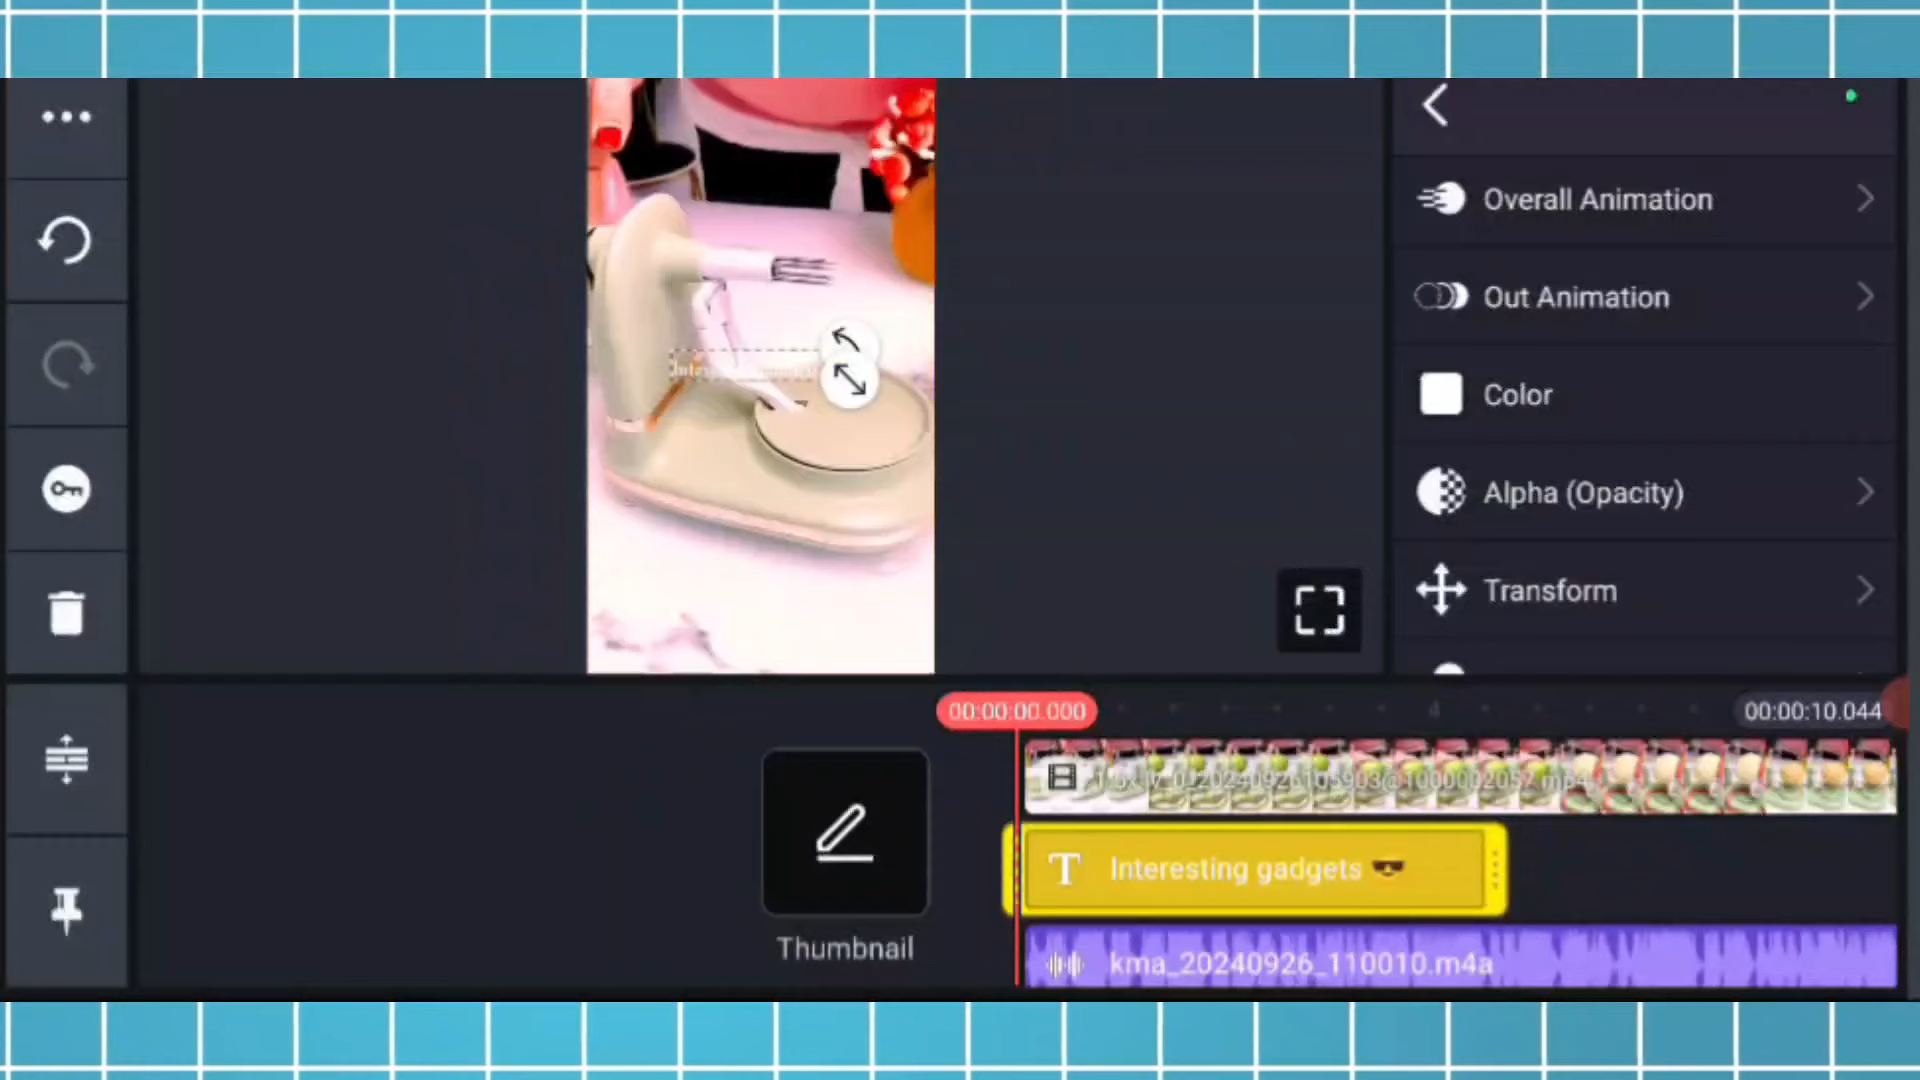 Overall Animation
Out Animation
Color
Alpha (Opacity)
Transform
00:00:00.000
4
00:00:10.044
Interesting gadgets 😎
Thumbnail
kma_20240926_110010.m4a